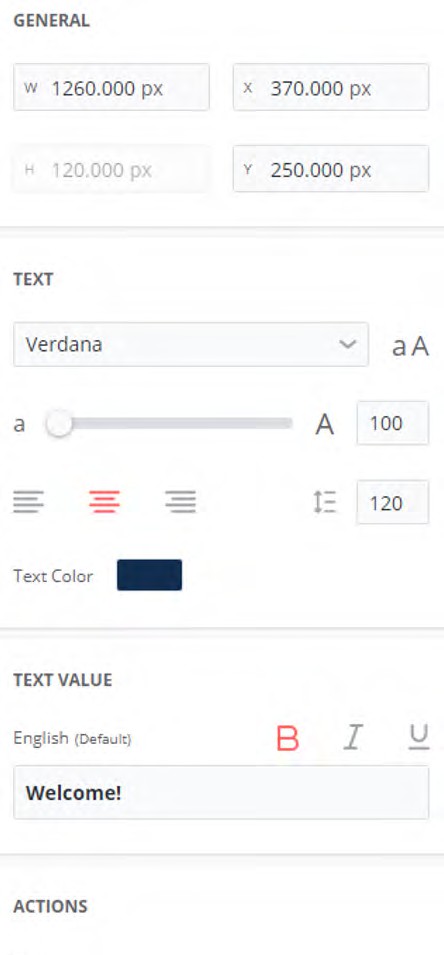 GENERAL
W 1260.000 px X 370.000 px
H 120.000 px Y 250.000 px
TEXT
Verdana a A
a A 100
120
Text Color
TEXT VALUE
English (Default) B I U
Welcome!
ACTIONS